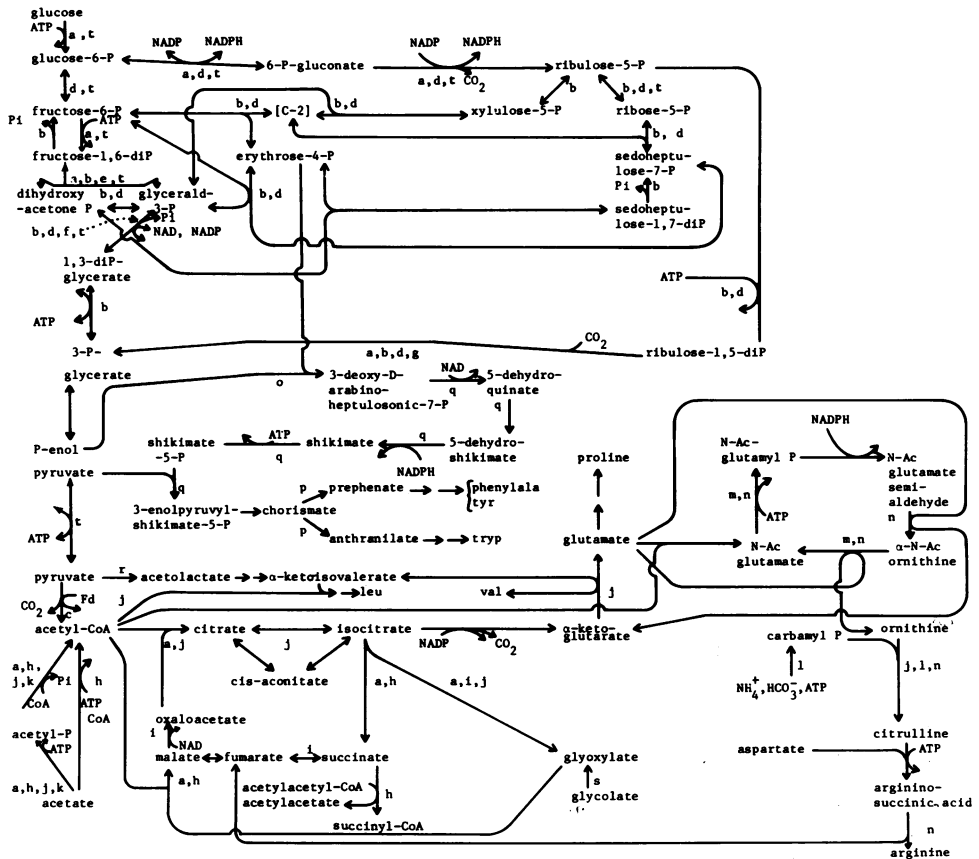 glucose
ATP
a,t
glucose-6-P
NADP NADPH
a,d,t
6-P-gluconate
NADP NADPH
a,d,t CO2
ribulose-5-P
d,t
b
b,d,t
fructose-6-P
b,d
[C-2]
b,d
xylulose-5-P
ribose-5-P
Pi
b
ATP
a,t
b, d
fructose-1,6-diP
erythrose-4-P
sedoheptu-
lose-7-P
a,b,e,t
Pi b
dihydroxy
-acetone P
b,d
glycerald-
3-P
b,d
sedoheptu-
lose-1,7-diP
Pi
b,d,f,t
NAD, NADP
1,3-diP-
glycerate
ATP
b,d
b
ATP
3-P-
glycerate
a,b,d,g
CO2
ribulose-1,5-diP
o
3-deoxy-D-
arabino-
heptulosonic-7-P
NAD
q
5-dehydro-
quinate
q
NADPH
P-enol
pyruvate
shikimate
-5-P
ATP
q
shikimate
q
NADPH
5-dehydro-
shikimate
proline
N-Ac-
glutamyl P
N-Ac
glutamate
semi-
aldehyde
q
3-enolpyruvyl-
shikimate-5-P
chorismate
p
prephenate
phenylala
tyr
p
anthranilate
tryp
m,n
ATP
n
t
ATP
glutamate
N-Ac
glutamate
m,n
α-N-Ac
ornithine
pyruvate
r
acetolactate
α-ketoisovalerate
j
leu
val
j
CO2
Fd
c
acetyl-CoA
a,j
citrate
j
isocitrate
NADP
CO2
α-keto-
glutarate
carbamyl P
ornithine
cis-aconitate
l
NH4+,HCO3-,ATP
j,l,n
a,h,
j,k
Pi
CoA
h
ATP
CoA
a,h
a,i,j
oxaloacetate
i
NAD
acetyl-P
ATP
malate
fumarate
i
succinate
glyoxylate
aspartate
citrulline
ATP
a,h,j,k
acetate
a,h
acetylacetyl-CoA
acetylacetate
h
s
glycolate
arginino-
succinic acid
succinyl-CoA
n
arginine